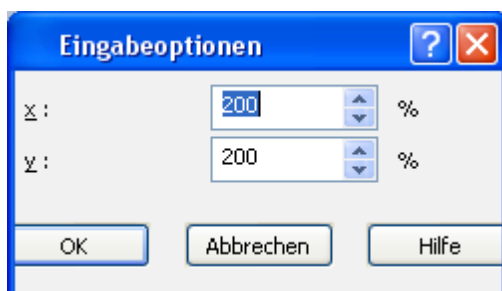 Eingabeoptionen
x : 200 %
y : 200 %
OK Abbrechen Hilfe